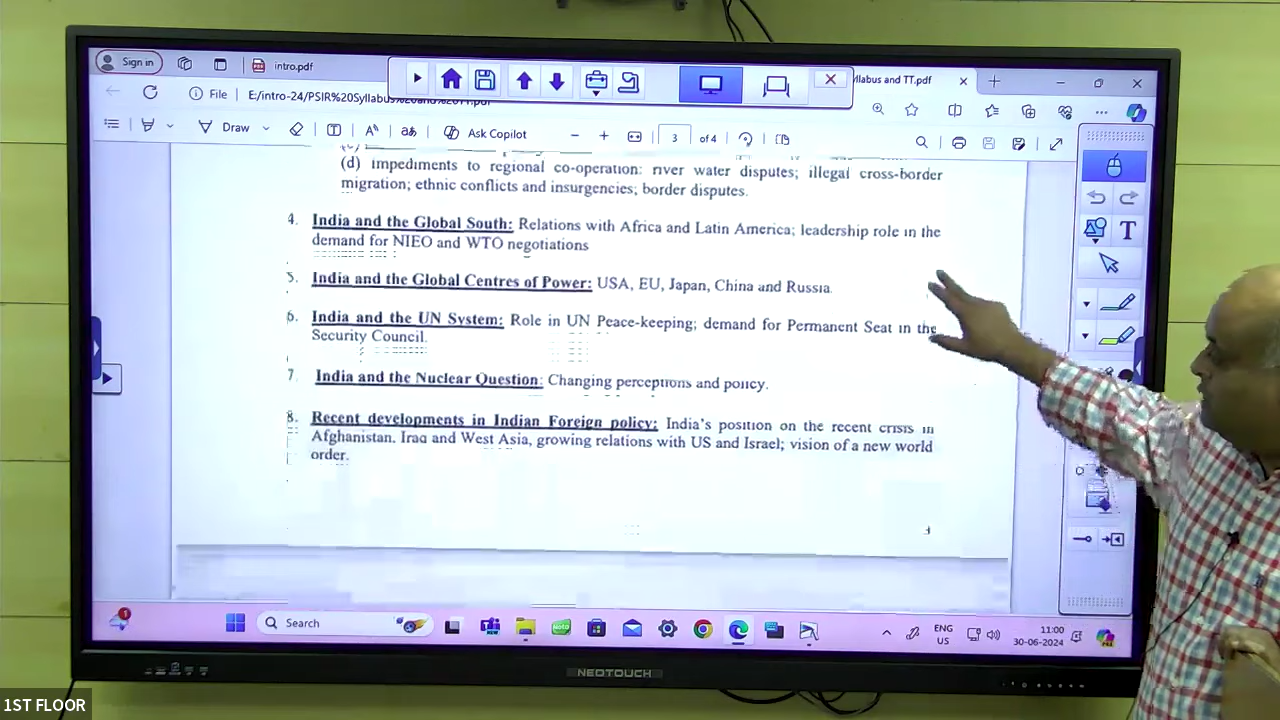 Sign in
intro.pdf
yllabus and TT.pdf
File
E:/intro-24/PSIR%20Syllabus%20and%20TT.pdf
Draw
Ask Copilot
3
of 4
(d) impediments to regional co-operation: river water disputes; illegal cross-border
migration; ethnic conflicts and insurgencies; border disputes.
4. India and the Global South: Relations with Africa and Latin America; leadership role in the
demand for NIEO and WTO negotiations
5. India and the Global Centres of Power: USA, EU, Japan, China and Russia.
6. India and the UN System: Role in UN Peace-keeping; demand for Permanent Seat in the
Security Council.
7 India and the Nuclear Question: Changing perceptions and policy.
8. Recent developments in Indian Foreign policy: India's position on the recent crisis in
Afghanistan, Iraq and West Asia, growing relations with US and Israel; vision of a new world
order.
T
Search
ENG
US
11:00
30-06-2024
NEOTOUCH
1ST FLOOR